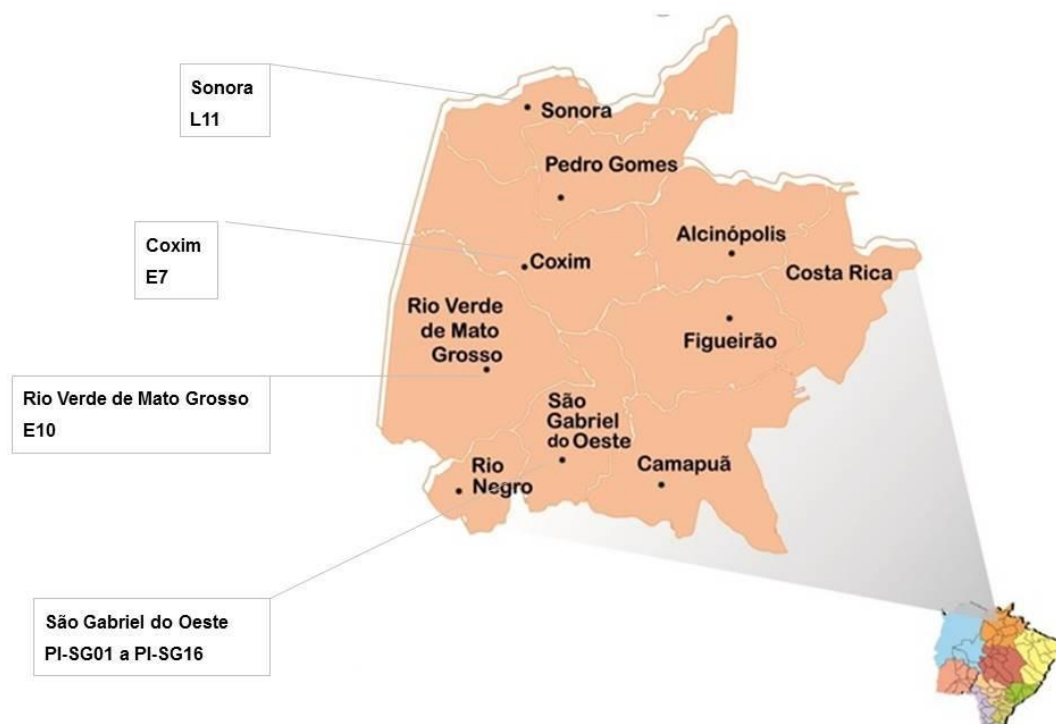 Sonora
L11
Sonora
Pedro Gomes
Coxim
E7
Alcinópolis
Coxim
Costa Rica
Rio Verde
de Mato
Grosso
Figueirão
Rio Verde de Mato Grosso
E10
São
Gabriel
do Oeste
Rio
Negro
Camapuã
São Gabriel do Oeste
PI-SG01 a PI-SG16